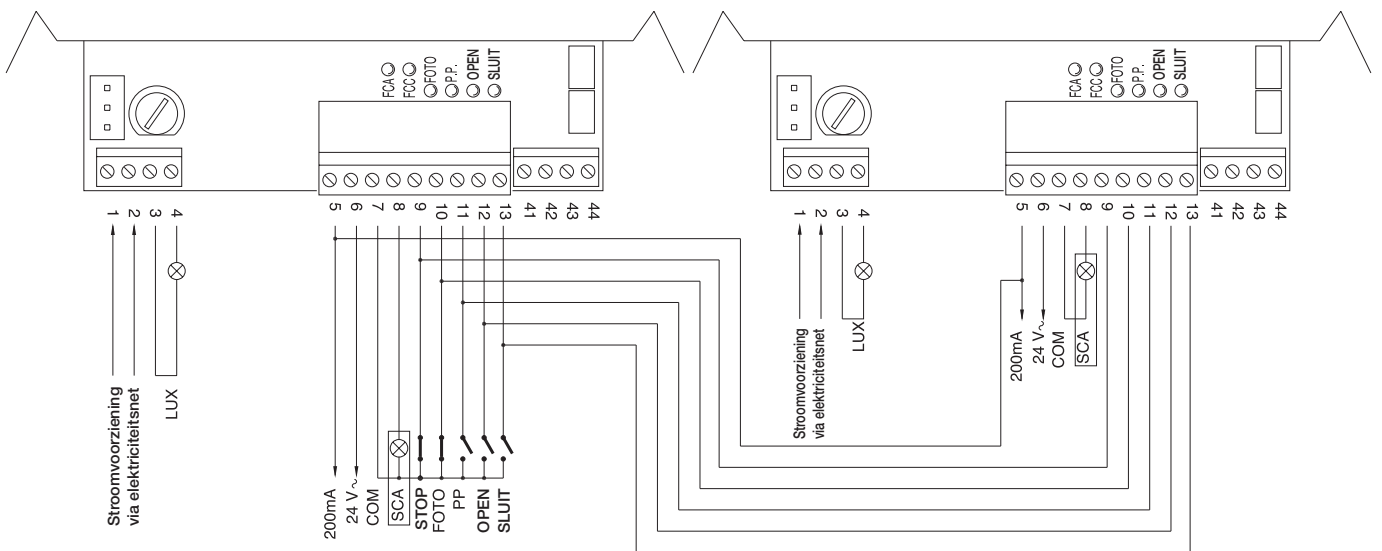 FCA
FCC
FOTO
P.P.
OPEN
SLUIT
1
2
3
4
5
6
7
8
9
10
11
12
13
41
42
43
44
Stroomvoorziening
via elektriciteitsnet
LUX
200mA
24 V~
COM
SCA
STOP
FOTO
PP
OPEN
SLUIT
FCA
FCC
FOTO
P.P.
OPEN
SLUIT
1
2
3
4
5
6
7
8
9
10
11
12
13
41
42
43
44
Stroomvoorziening
via elektriciteitsnet
LUX
200mA
24 V~
COM
SCA